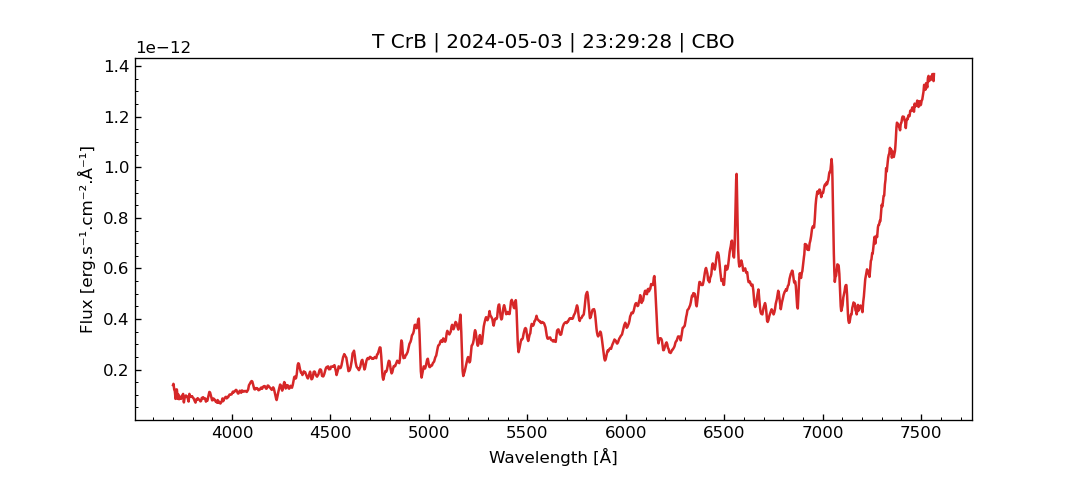 T CrB | 2024-05-03 | 23:29:28 | CBO
1e−12
1.4
1.2
1.0
0.8
0.6
0.4
0.2
Flux [erg.s⁻¹.cm⁻².Å⁻¹]
4000 4500 5000 5500 6000 6500 7000 7500
Wavelength [Å]